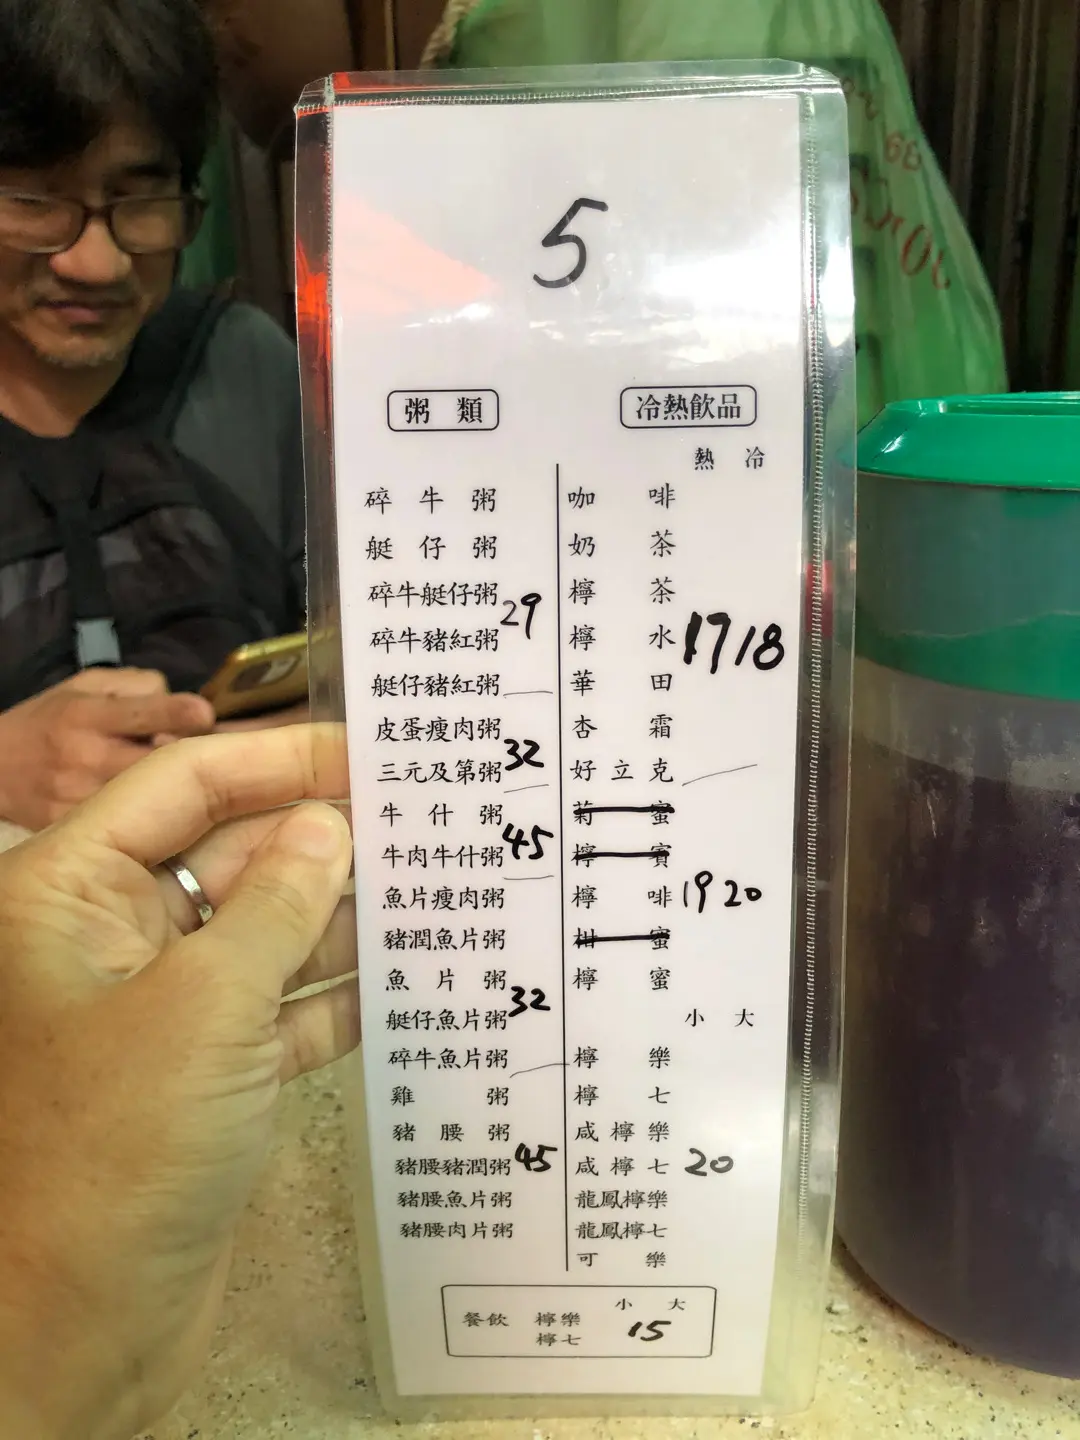 5
粥類
碎牛粥
艇仔粥
碎牛艇仔粥
29
碎牛豬紅粥
艇仔豬紅粥
皮蛋瘦肉粥
32
三元及第粥
牛什粥
45
牛肉牛什粥
魚片瘦肉粥
豬潤魚片粥
魚片粥
32
艇仔魚片粥
碎牛魚片粥
雞粥
豬腰粥
豬腰豬潤粥 45
豬腰魚片粥
豬腰肉片粥
冷熱飲品
熱 冷
咖啡
奶茶
檸茶
檸水 17 18
華田
杏霜
好立克
菊蜜
檸賓
檸啡 19 20
柑蜜
檸蜜
小 大
檸樂
檸七
咸檸樂
咸檸七 20
龍鳳檸樂
龍鳳檸七
可樂
小 大
餐飲 檸樂 15
檸七